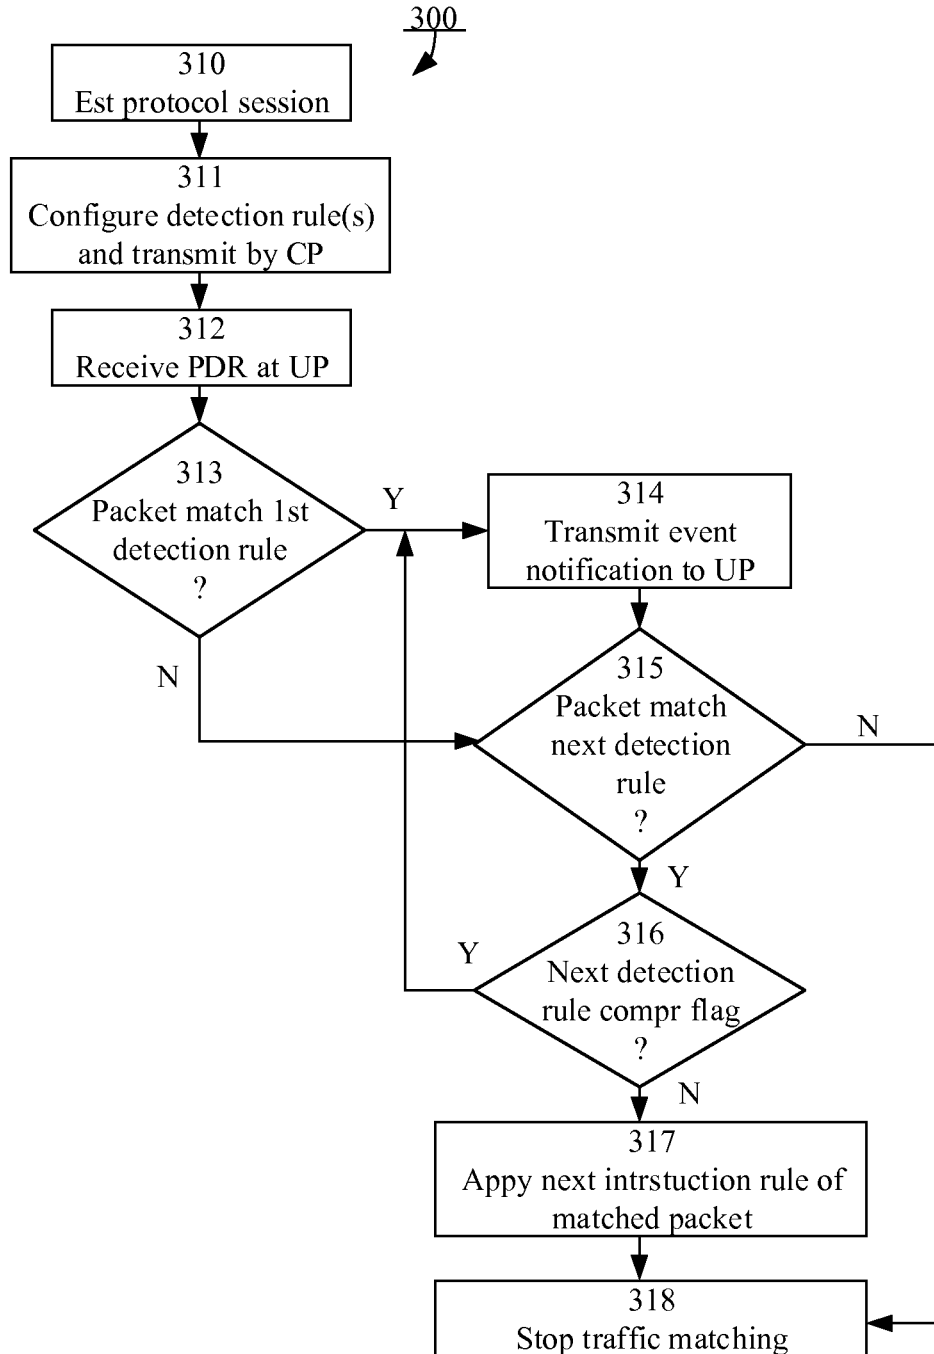 300
310
Est protocol session
311
Configure detection rule(s)
and transmit by CP
312
Receive PDR at UP
313
Packet match 1st
detection rule
?
Y
N
314
Transmit event
notification to UP
315
Packet match
next detection
rule
?
N
Y
316
Next detection
rule compr flag
?
Y
N
317
Appy next intrstuction rule of
matched packet
318
Stop traffic matching